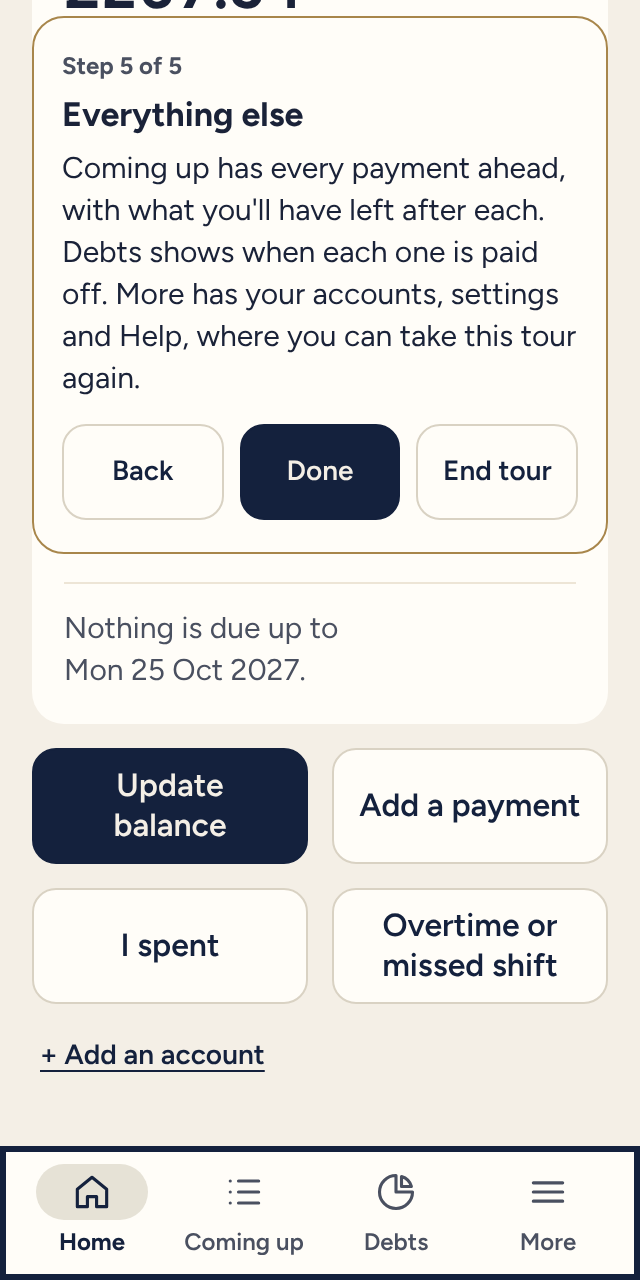 Step 5 of 5
Everything else
Coming up has every payment ahead,
with what you'll have left after each.
Debts shows when each one is paid
off. More has your accounts, settings
and Help, where you can take this tour
again.
Back
Done
End tour
Nothing is due up to
Mon 25 Oct 2027.
Update
balance
Add a payment
I spent
Overtime or
missed shift
+ Add an account
Home
Coming up
Debts
More